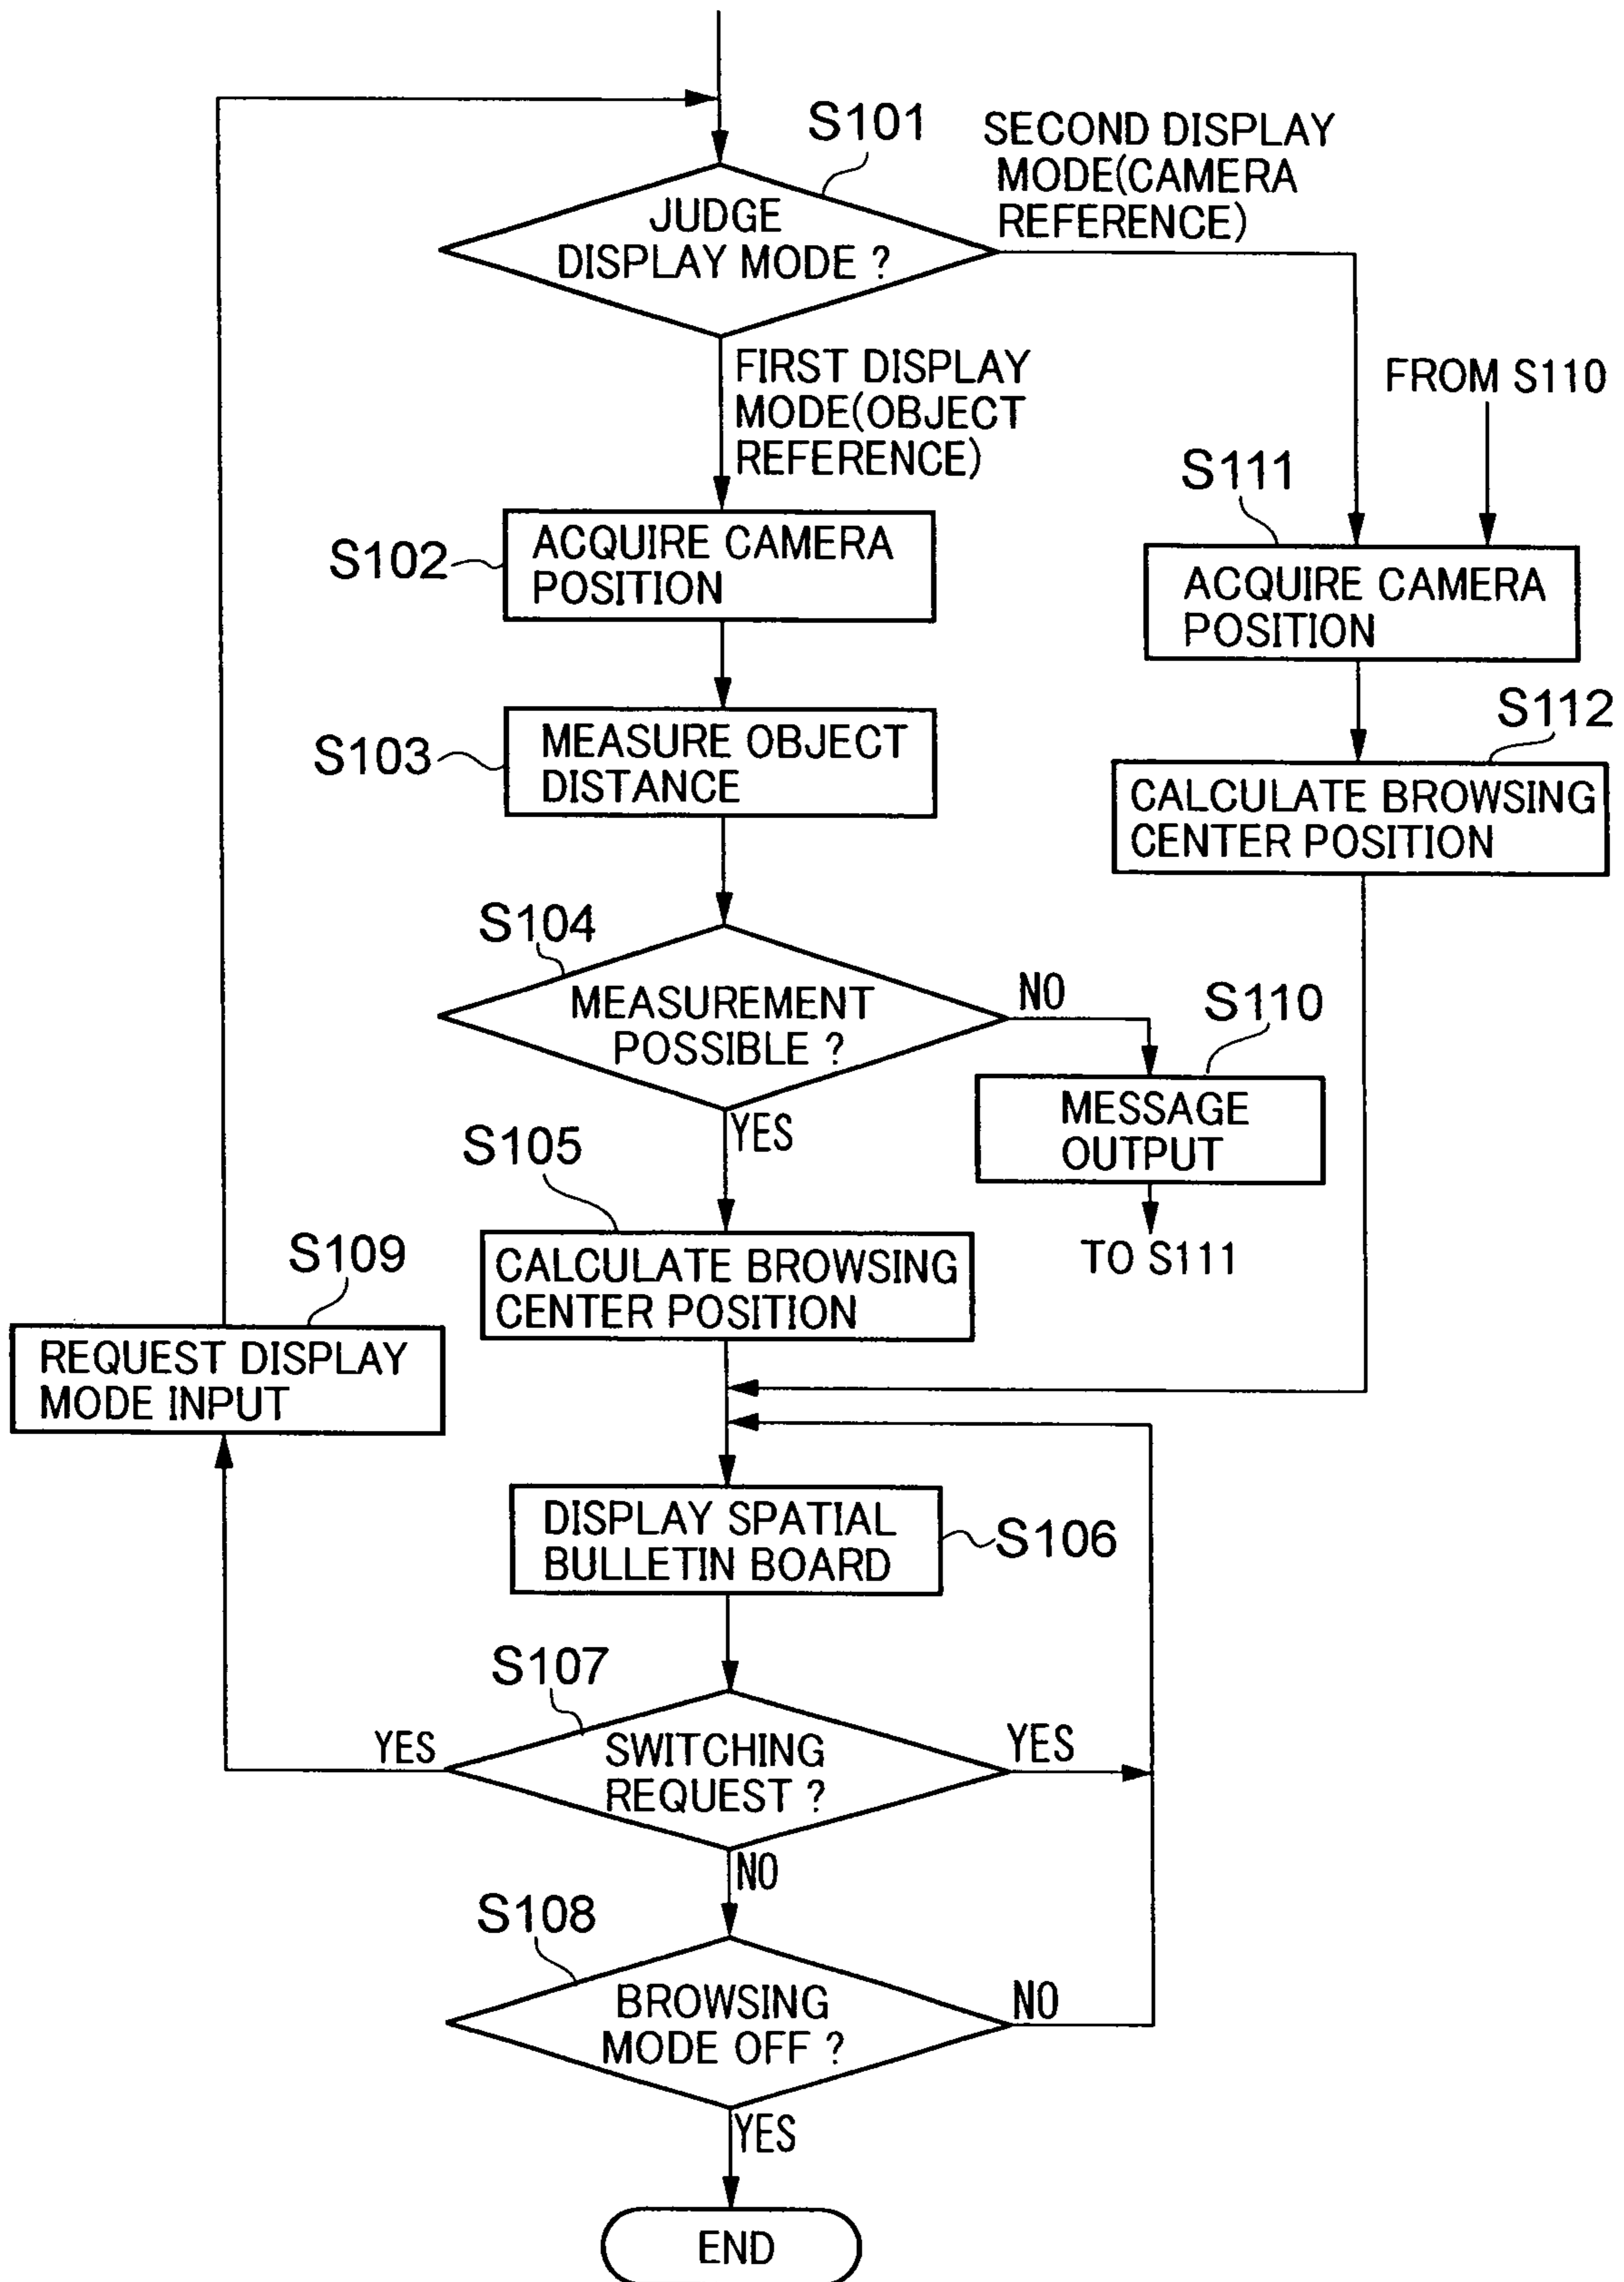 S101
SECOND DISPLAY
MODE(CAMERA
REFERENCE)
JUDGE
DISPLAY MODE ?
FIRST DISPLAY
MODE(OBJECT
REFERENCE)
FROM S110
S102
ACQUIRE CAMERA
POSITION
S111
ACQUIRE CAMERA
POSITION
S103
MEASURE OBJECT
DISTANCE
S112
CALCULATE BROWSING
CENTER POSITION
S104
MEASUREMENT
POSSIBLE ?
NO
S110
MESSAGE
OUTPUT
TO S111
YES
S105
CALCULATE BROWSING
CENTER POSITION
S109
REQUEST DISPLAY
MODE INPUT
DISPLAY SPATIAL
BULLETIN BOARD
S106
S107
YES
SWITCHING
REQUEST ?
YES
NO
S108
BROWSING
MODE OFF ?
NO
YES
END